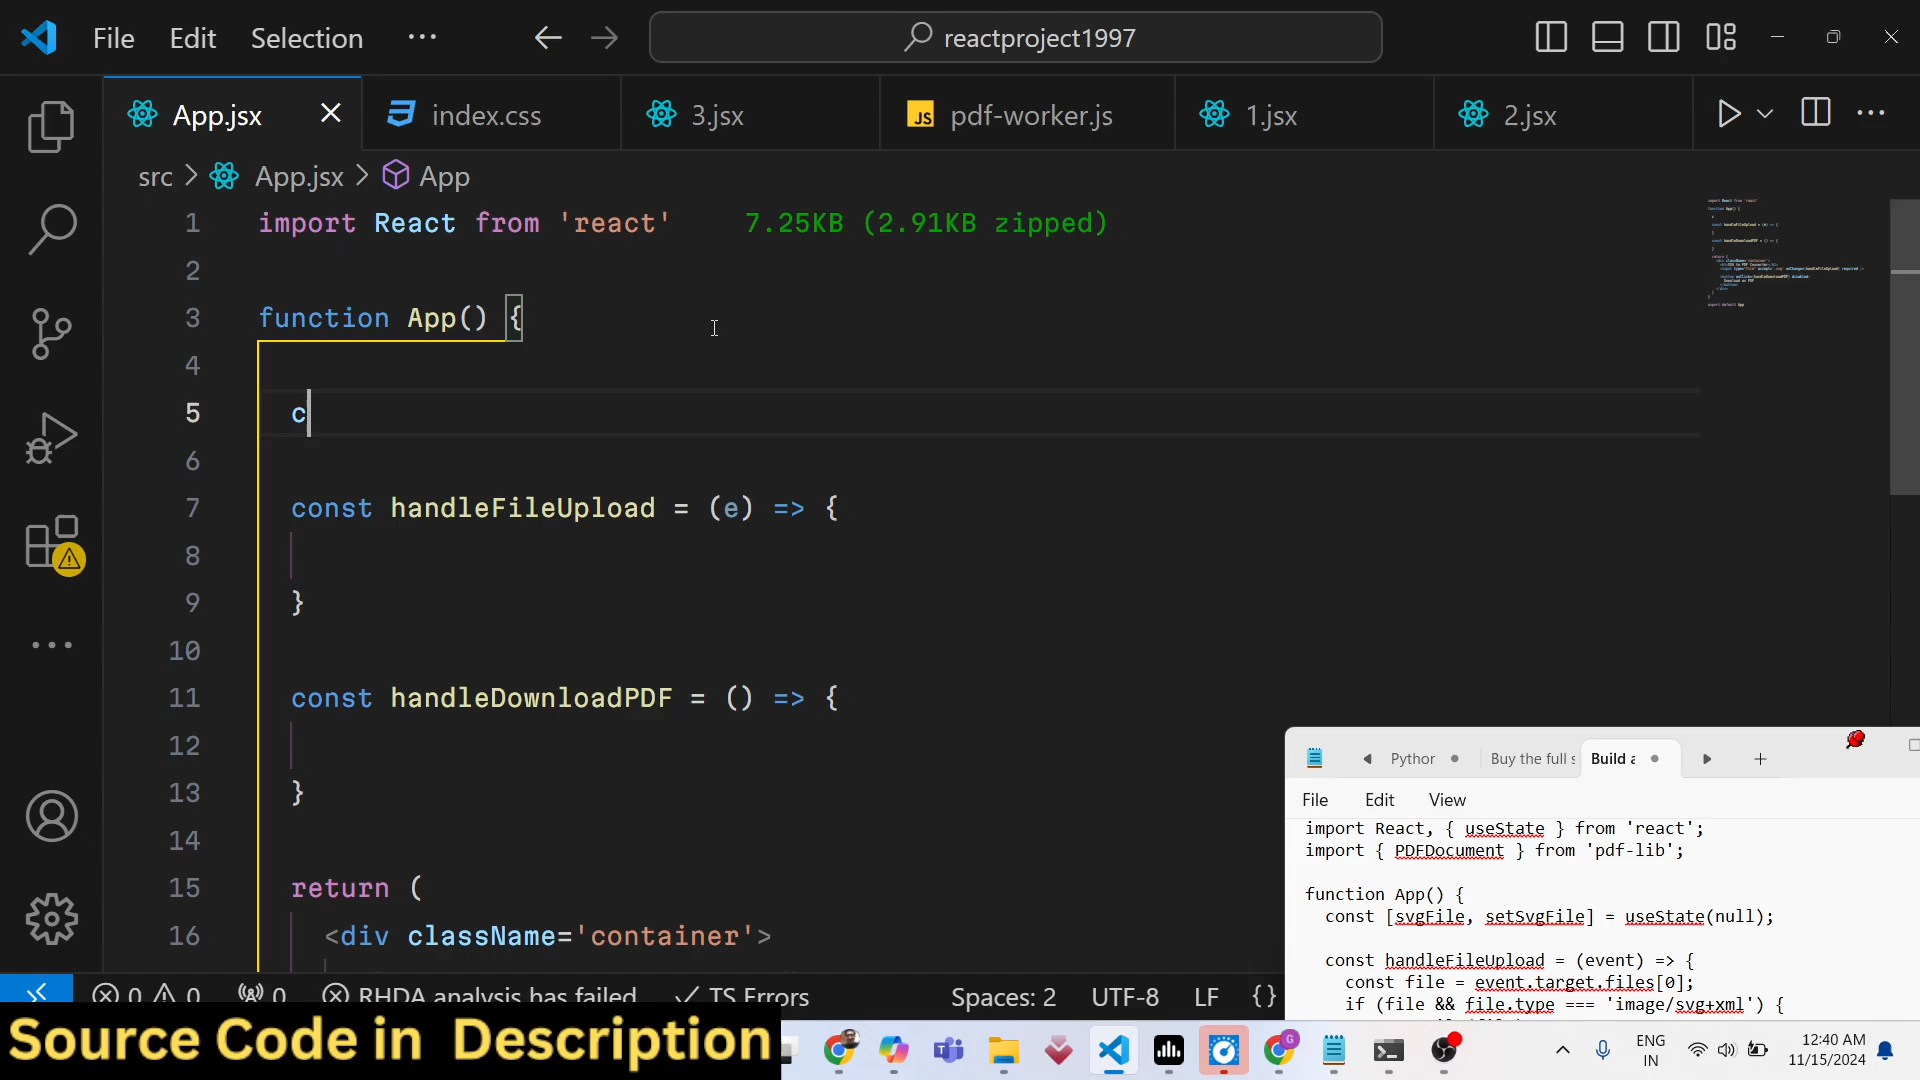 File Edit Selection ··· reactproject1997
App.jsx index.css 3.jsx JS pdf-worker.js 1.jsx 2.jsx
src > App.jsx > App
1 import React from 'react' 7.25KB (2.91KB zipped)
2
3 function App() {
4
5 c
6
7 const handleFileUpload = (e) => {
8
9 }
10
11 const handleDownloadPDF = () => {
12
13 }
14
15 return (
16 <div className='container'>
Python Buy the full s Build a
File Edit View
import React, { useState } from 'react';
import { PDFDocument } from 'pdf-lib';
function App() {
const [svgFile, setSvgFile] = useState(null);
const handleFileUpload = (event) => {
const file = event.target.files[0];
if (file && file.type === 'image/svg+xml') {
0 0 0 RHDA analysis has failed TS Errors Spaces: 2 UTF-8 LF {}
Source Code in Description
ENG
IN
12:40 AM
11/15/2024